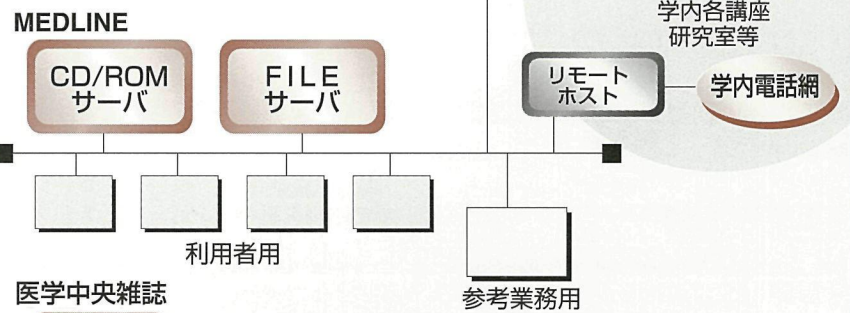 学内各講座
研究室等
MEDLINE
CD/ROM
サーバ
FILE
サーバ
リモート
ホスト
学内電話網
利用者用
参考業務用
医学中央雑誌